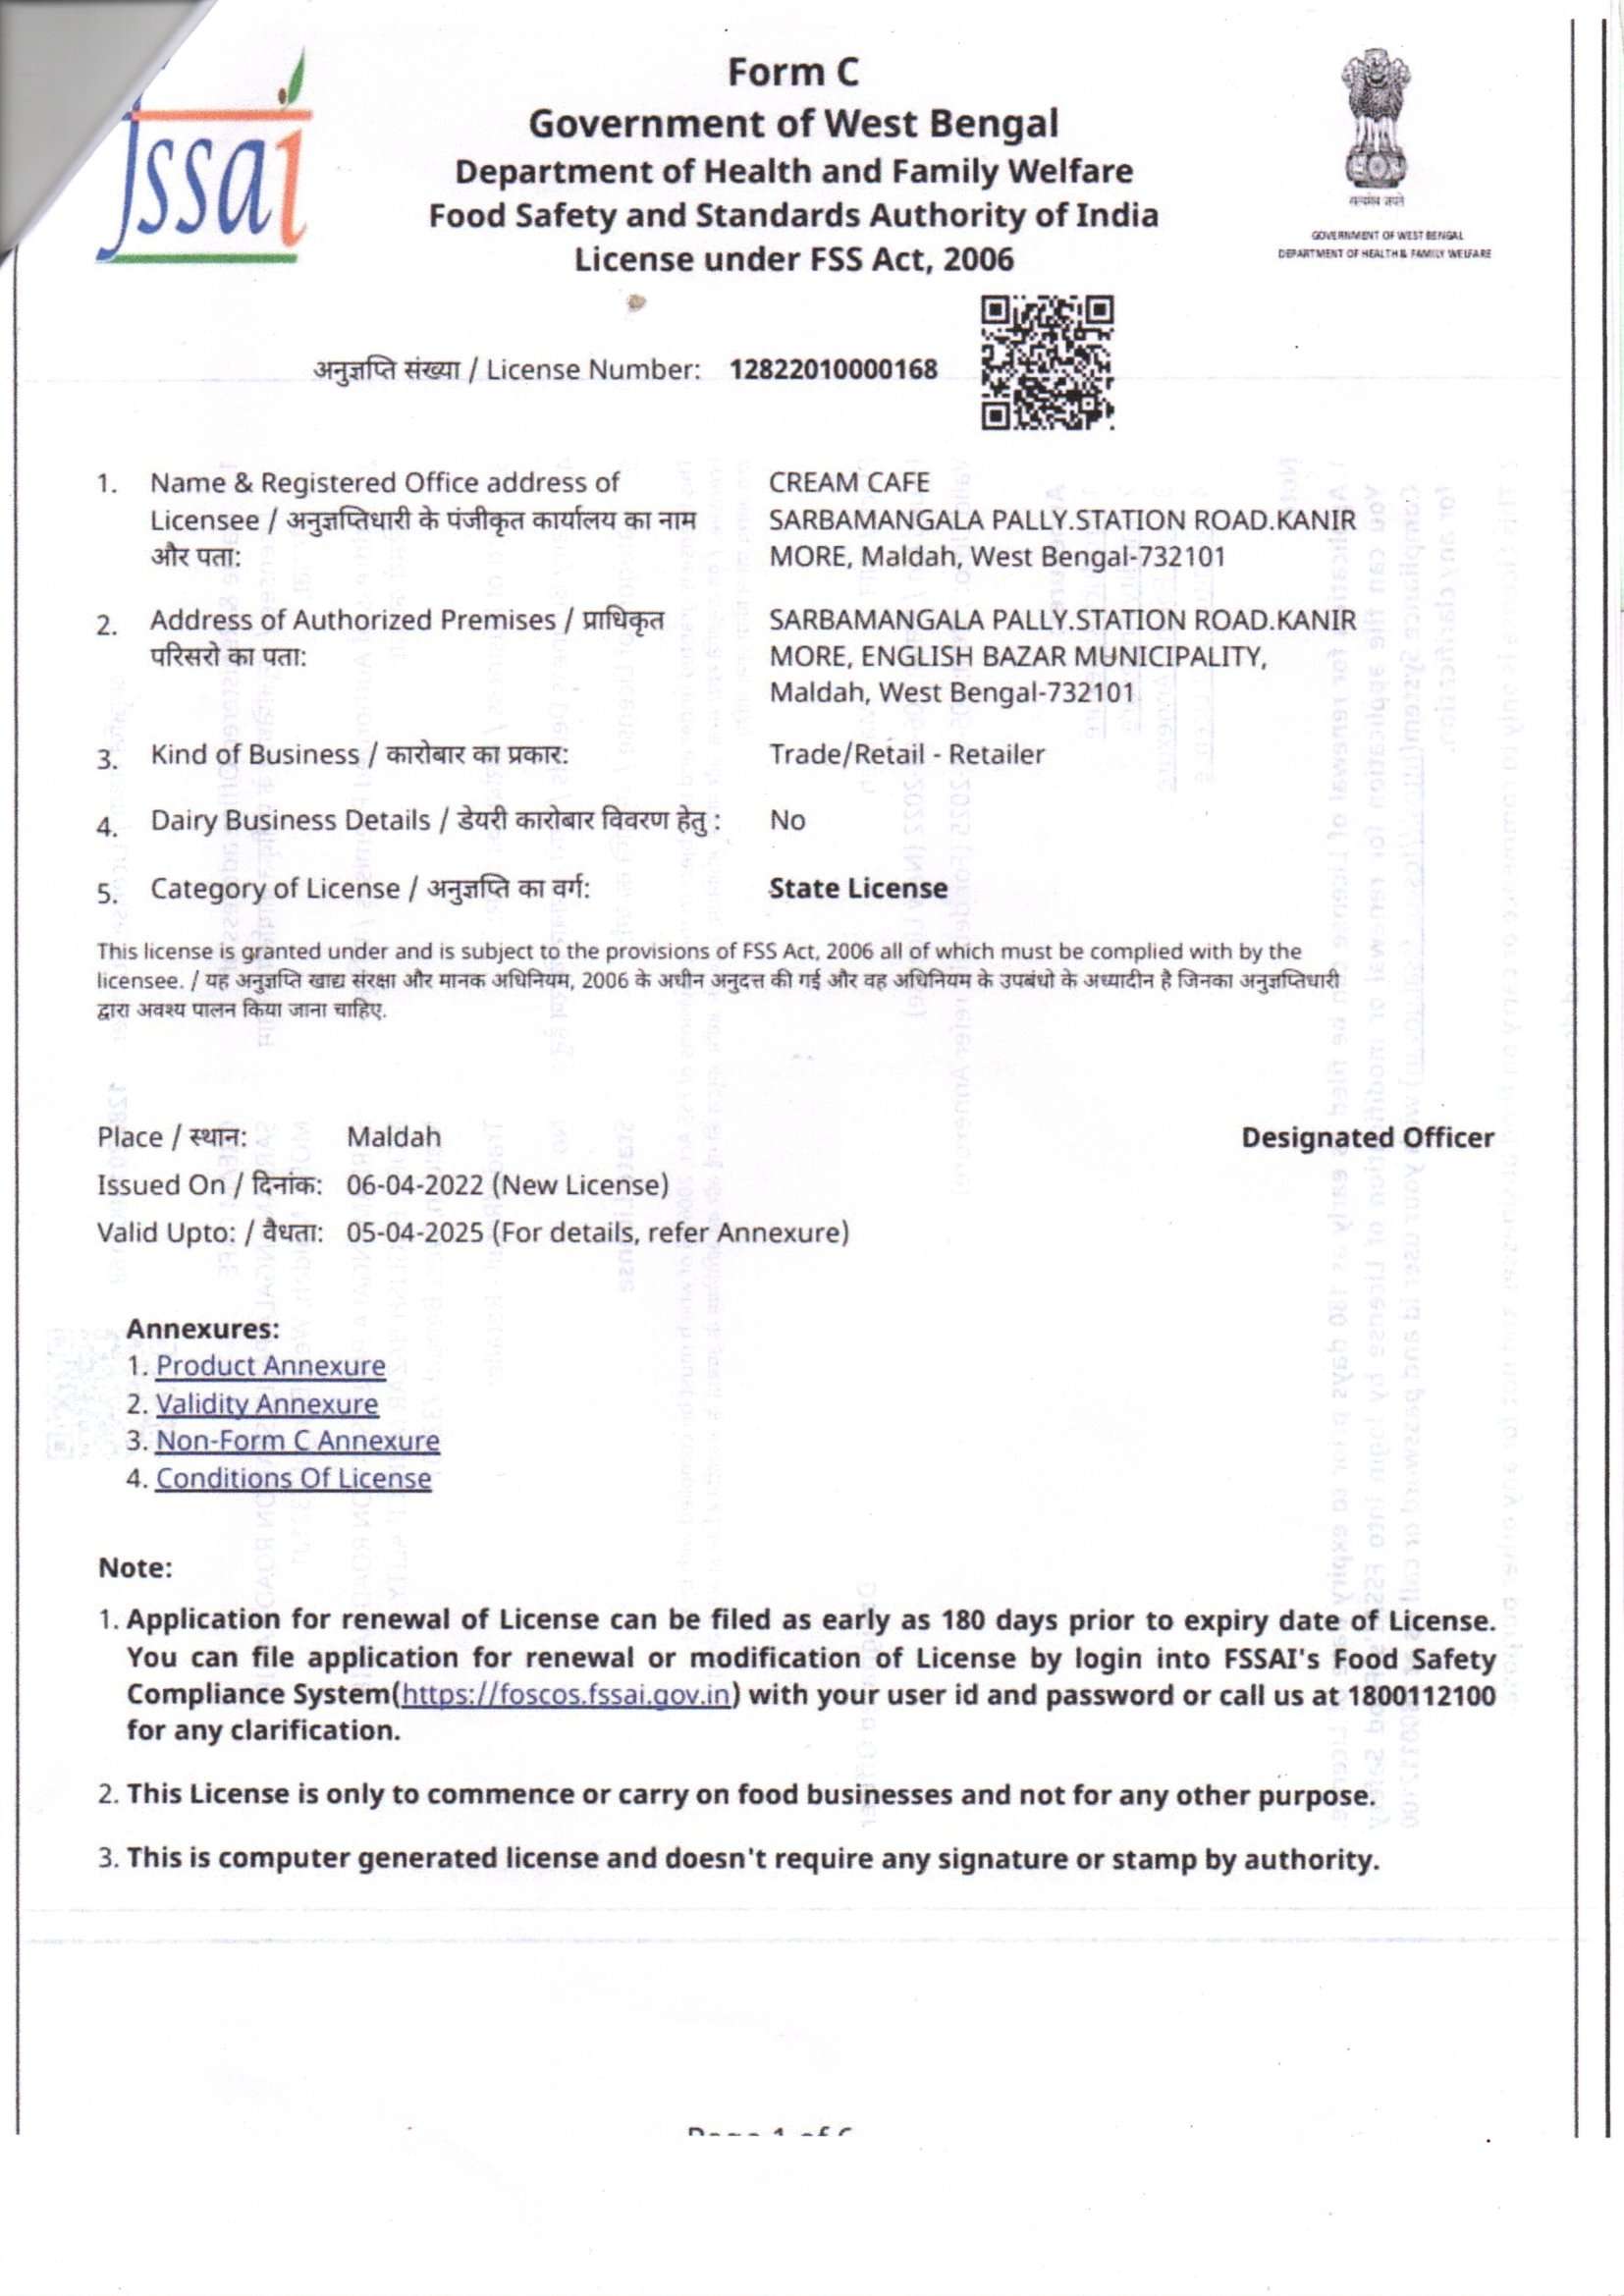 fssai
Form C
Government of West Bengal
Department of Health and Family Welfare
Food Safety and Standards Authority of India
License under FSS Act, 2006
सत्यमेव जयते
GOVERNMENT OF WEST BENGAL
DEPARTMENT OF HEALTH & FAMILY WELFARE
अनुज्ञप्ति संख्या / License Number: 12822010000168
1. Name & Registered Office address of CREAM CAFE
Licensee / अनुज्ञप्तिधारी के पंजीकृत कार्यालय का नाम SARBAMANGALA PALLY.STATION ROAD.KANIR
और पता: MORE, Maldah, West Bengal-732101
2. Address of Authorized Premises / प्राधिकृत SARBAMANGALA PALLY.STATION ROAD.KANIR
परिसरो का पता: MORE, ENGLISH BAZAR MUNICIPALITY,
Maldah, West Bengal-732101
3. Kind of Business / कारोबार का प्रकार: Trade/Retail - Retailer
4. Dairy Business Details / डेयरी कारोबार विवरण हेतु : No
5. Category of License / अनुज्ञप्ति का वर्ग: State License
This license is granted under and is subject to the provisions of FSS Act, 2006 all of which must be complied with by the
licensee. / यह अनुज्ञप्ति खाद्य संरक्षा और मानक अधिनियम, 2006 के अधीन अनुदत्त की गई और वह अधिनियम के उपबंधो के अध्यादीन है जिनका अनुज्ञप्तिधारी
द्वारा अवश्य पालन किया जाना चाहिए.
Place / स्थान: Maldah Designated Officer
Issued On / दिनांक: 06-04-2022 (New License)
Valid Upto: / वैधता: 05-04-2025 (For details, refer Annexure)
Annexures:
1. Product Annexure
2. Validity Annexure
3. Non-Form C Annexure
4. Conditions Of License
Note:
1. Application for renewal of License can be filed as early as 180 days prior to expiry date of License.
You can file application for renewal or modification of License by login into FSSAI's Food Safety
Compliance System(https://foscos.fssai.gov.in) with your user id and password or call us at 1800112100
for any clarification.
2. This License is only to commence or carry on food businesses and not for any other purpose.
3. This is computer generated license and doesn't require any signature or stamp by authority.